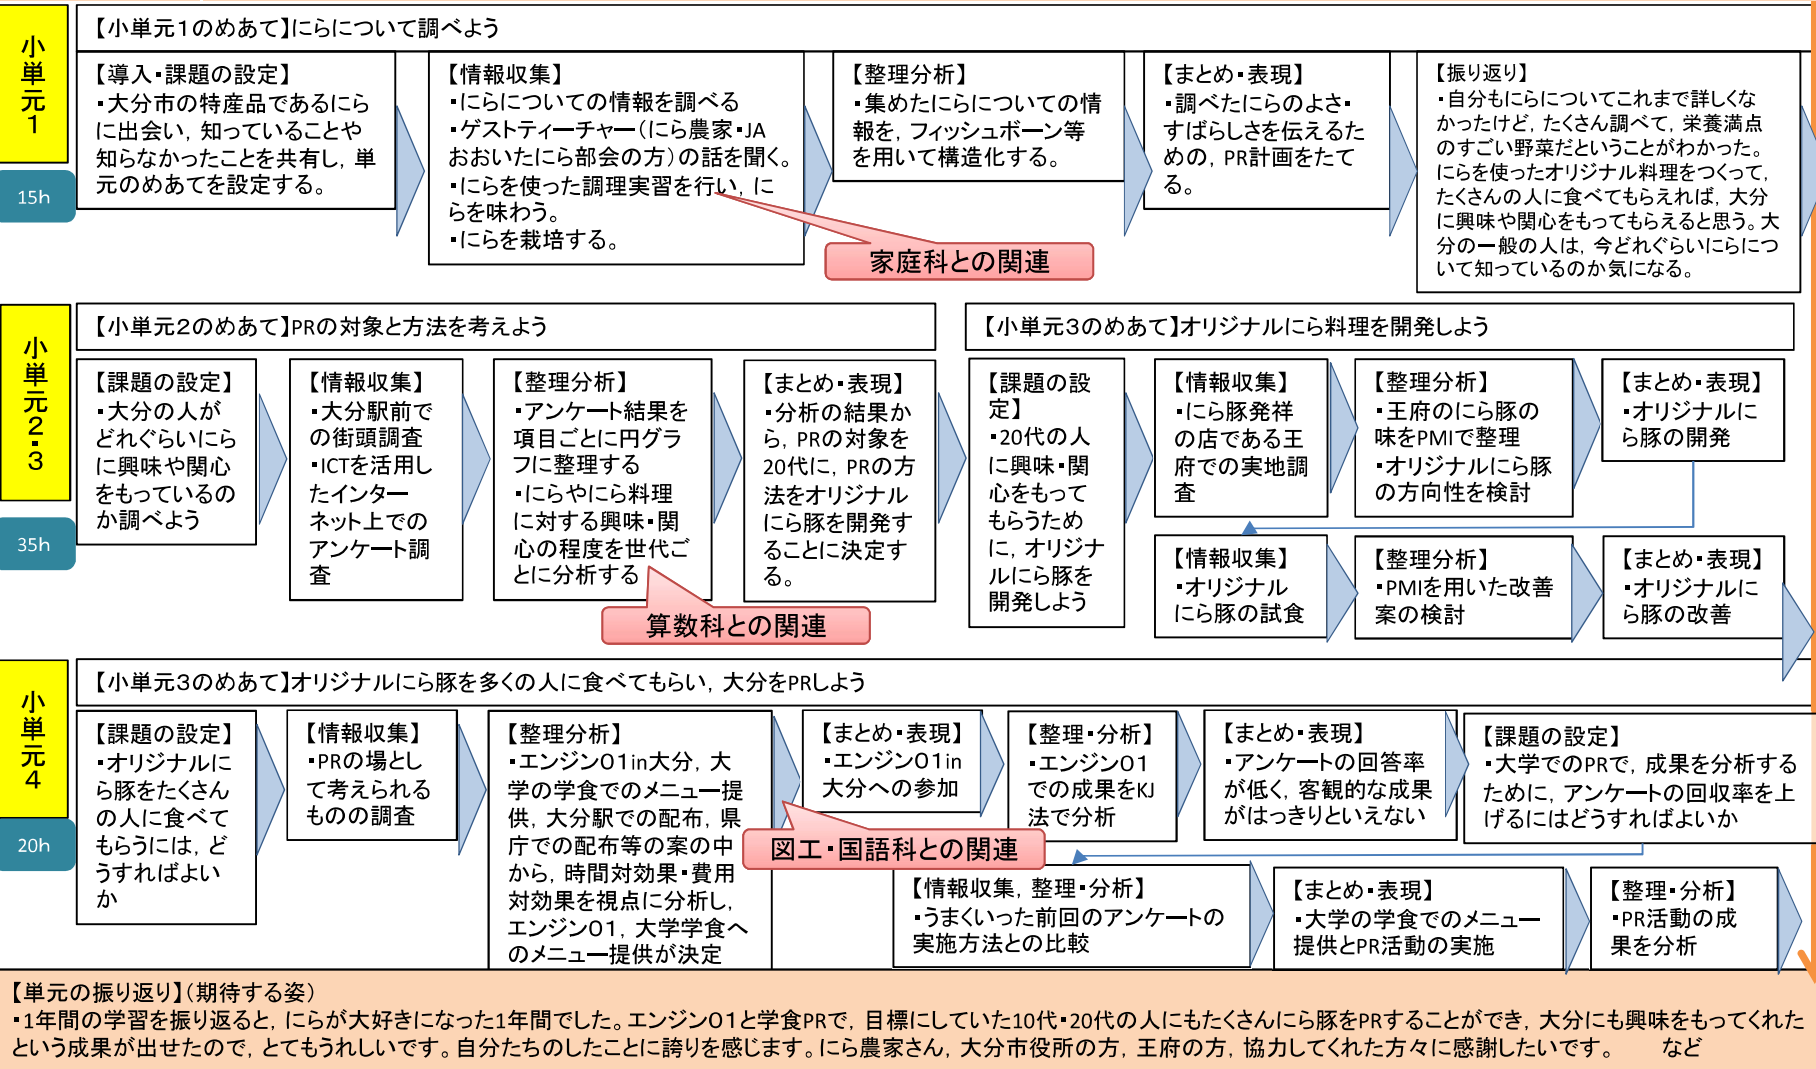 小単元1
15h
【小単元1のめあて】にらについて調べよう
【導入・課題の設定】
・大分市の特産品であるにら
に出会い，知っていることや
知らなかったことを共有し，単
元のめあてを設定する。
【情報収集】
・にらについての情報を調べる
・ゲストティーチャー（にら農家・JA
おおいたにら部会の方）の話を聞く。
・にらを使った調理実習を行い，に
らを味わう。
・にらを栽培する。
家庭科との関連
【整理分析】
・集めたにらについての情
報を，フィッシュボーン等
を用いて構造化する。
【まとめ・表現】
・調べたにらのよさ・
すばらしさを伝えるた
めの，PR計画をたて
る。
【振り返り】
・自分もにらについてこれまで詳しくな
かったけど，たくさん調べて，栄養満点
のすごい野菜だということがわかった。
にらを使ったオリジナル料理をつくって，
たくさんの人に食べてもらえれば，大分
に興味や関心をもってもらえると思う。大
分の一般の人は，今どれぐらいにらにつ
いて知っているのか気になる。
小単元2・3
35h
【小単元2のめあて】PRの対象と方法を考えよう
【課題の設定】
・大分の人が
どれぐらいにら
に興味や関心
をもっているの
か調べよう
【情報収集】
・大分駅前で
の街頭調査
・ICTを活用し
たインター
ネット上での
アンケート調
査
【整理分析】
・アンケート結果を
項目ごとに円グラ
フに整理する
・にらやにら料理
に対する興味・関
心の程度を世代ご
とに分析する
算数科との関連
【まとめ・表現】
・分析の結果か
ら，PRの対象を
20代に，PRの方
法をオリジナル
にら豚を開発す
ることに決定す
る。
【小単元3のめあて】オリジナルにら料理を開発しよう
【課題の設
定】
・20代の人
に興味・関
心をもって
もらうため
に，オリジナ
ルにら豚を
開発しよう
【情報収集】
・にら豚発祥
の店である王
府での実地調
査
【整理分析】
・王府のにら豚の
味をPMIで整理
・オリジナルにら豚
の方向性を検討
【まとめ・表現】
・オリジナルに
ら豚の開発
【情報収集】
・オリジナル
にら豚の試食
【整理分析】
・PMIを用いた改善
案の検討
【まとめ・表現】
・オリジナルに
ら豚の改善
小単元4
20h
【小単元3のめあて】オリジナルにら豚を多くの人に食べてもらい，大分をPRしよう
【課題の設定】
・オリジナルに
ら豚をたくさん
の人に食べて
もらうには，ど
うすればよい
か
【情報収集】
・PRの場とし
て考えられる
ものの調査
【整理分析】
・エンジン01in大分，大
学の学食でのメニュー提
供，大分駅での配布，県
庁での配布等の案の中
から，時間対効果・費用
対効果を視点に分析し，
エンジン01，大学学食へ
のメニュー提供が決定
図工・国語科との関連
【まとめ・表現】
・エンジン01in
大分への参加
【整理・分析】
・エンジン01
での成果をKJ
法で分析
【まとめ・表現】
・アンケートの回答率
が低く，客観的な成果
がはっきりといえない
【課題の設定】
・大学でのPRで，成果を分析する
ために，アンケートの回収率を上
げるにはどうすればよいか
【情報収集，整理・分析】
・うまくいった前回のアンケートの
実施方法との比較
【まとめ・表現】
・大学の学食でのメニュー
提供とPR活動の実施
【整理・分析】
・PR活動の成
果を分析
【単元の振り返り】（期待する姿）
・1年間の学習を振り返ると，にらが大好きになった1年間でした。エンジン01と学食PRで，目標にしていた10代・20代の人にもたくさんにら豚をPRすることができ，大分にも興味をもってくれた
という成果が出せたので，とてもうれしいです。自分たちのしたことに誇りを感じます。にら農家さん，大分市役所の方，王府の方，協力してくれた方々に感謝したいです。　　など